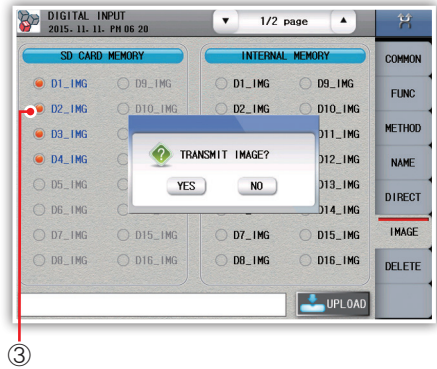 DIGITAL INPUT
2015. 11. 11. PM 06 20
▼ 1/2 page ▲
SD CARD MEMORY
INTERNAL MEMORY
COMMON
FUNC
METHOD
NAME
DIRECT
IMAGE
DELETE
D1_IMG D9_IMG D1_IMG D9_IMG
D2_IMG D10_IMG D2_IMG D10_IMG
D3_IMG D11_IMG
D4_IMG D12_IMG
D5_IMG D13_IMG
D6_IMG D14_IMG
D7_IMG D15_IMG D7_IMG D15_IMG
D8_IMG D16_IMG D8_IMG D16_IMG
TRANSMIT IMAGE?
YES NO
UPLOAD
③